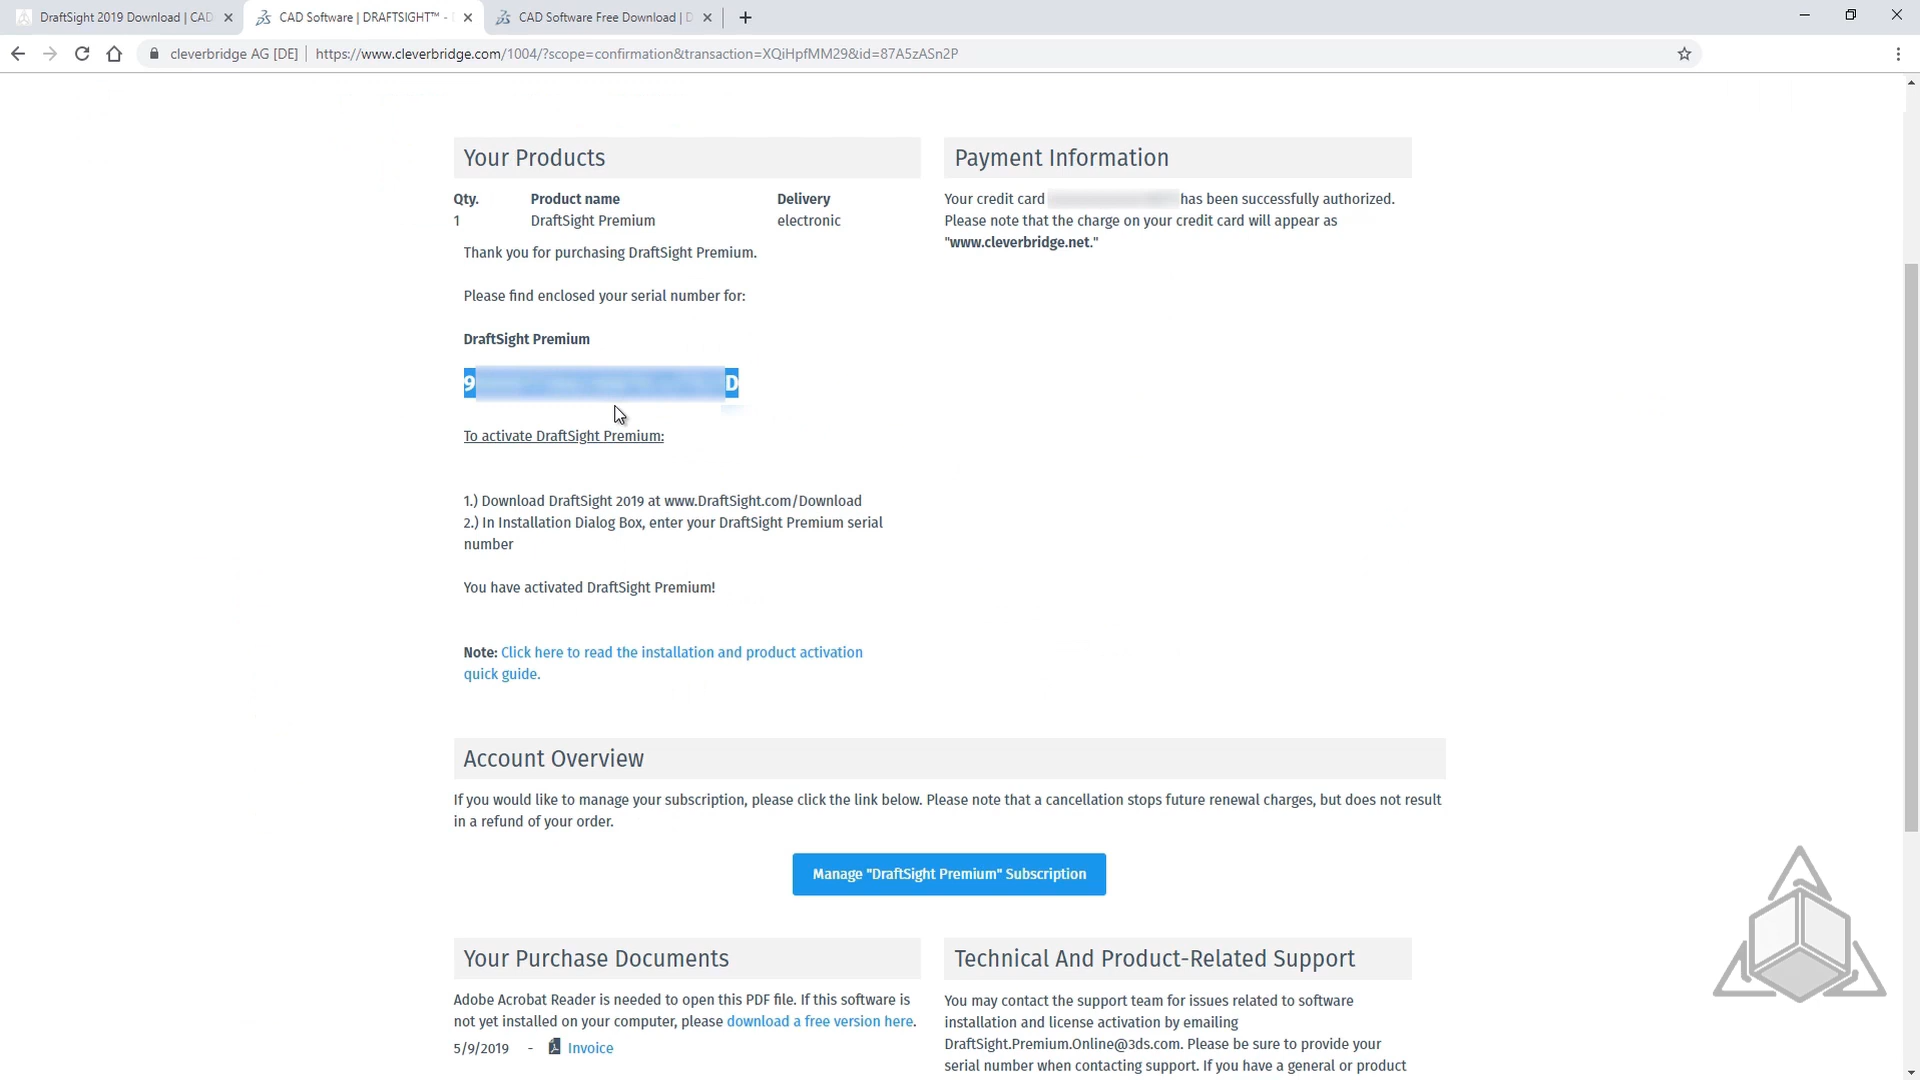 DraftSight 2019 Download | CAD
CAD Software | DRAFTSIGHT™ -
CAD Software Free Download | D
cleverbridge AG [DE] | https://www.cleverbridge.com/1004/?scope=confirmation&transaction=XQiHpfMM29&id=87A5zASn2P
Your Products
Qty. Product name Delivery
1 DraftSight Premium electronic
Thank you for purchasing DraftSight Premium.
Please find enclosed your serial number for:
DraftSight Premium
9 D
To activate DraftSight Premium:
1.) Download DraftSight 2019 at www.DraftSight.com/Download
2.) In Installation Dialog Box, enter your DraftSight Premium serial
number
You have activated DraftSight Premium!
Note: Click here to read the installation and product activation
quick guide.
Payment Information
Your credit card has been successfully authorized.
Please note that the charge on your credit card will appear as
"www.cleverbridge.net."
Account Overview
If you would like to manage your subscription, please click the link below. Please note that a cancellation stops future renewal charges, but does not result
in a refund of your order.
Manage "DraftSight Premium" Subscription
Your Purchase Documents
Adobe Acrobat Reader is needed to open this PDF file. If this software is
not yet installed on your computer, please download a free version here.
5/9/2019 - Invoice
Technical And Product-Related Support
You may contact the support team for issues related to software
installation and license activation by emailing
DraftSight.Premium.Online@3ds.com. Please be sure to provide your
serial number when contacting support. If you have a general or product